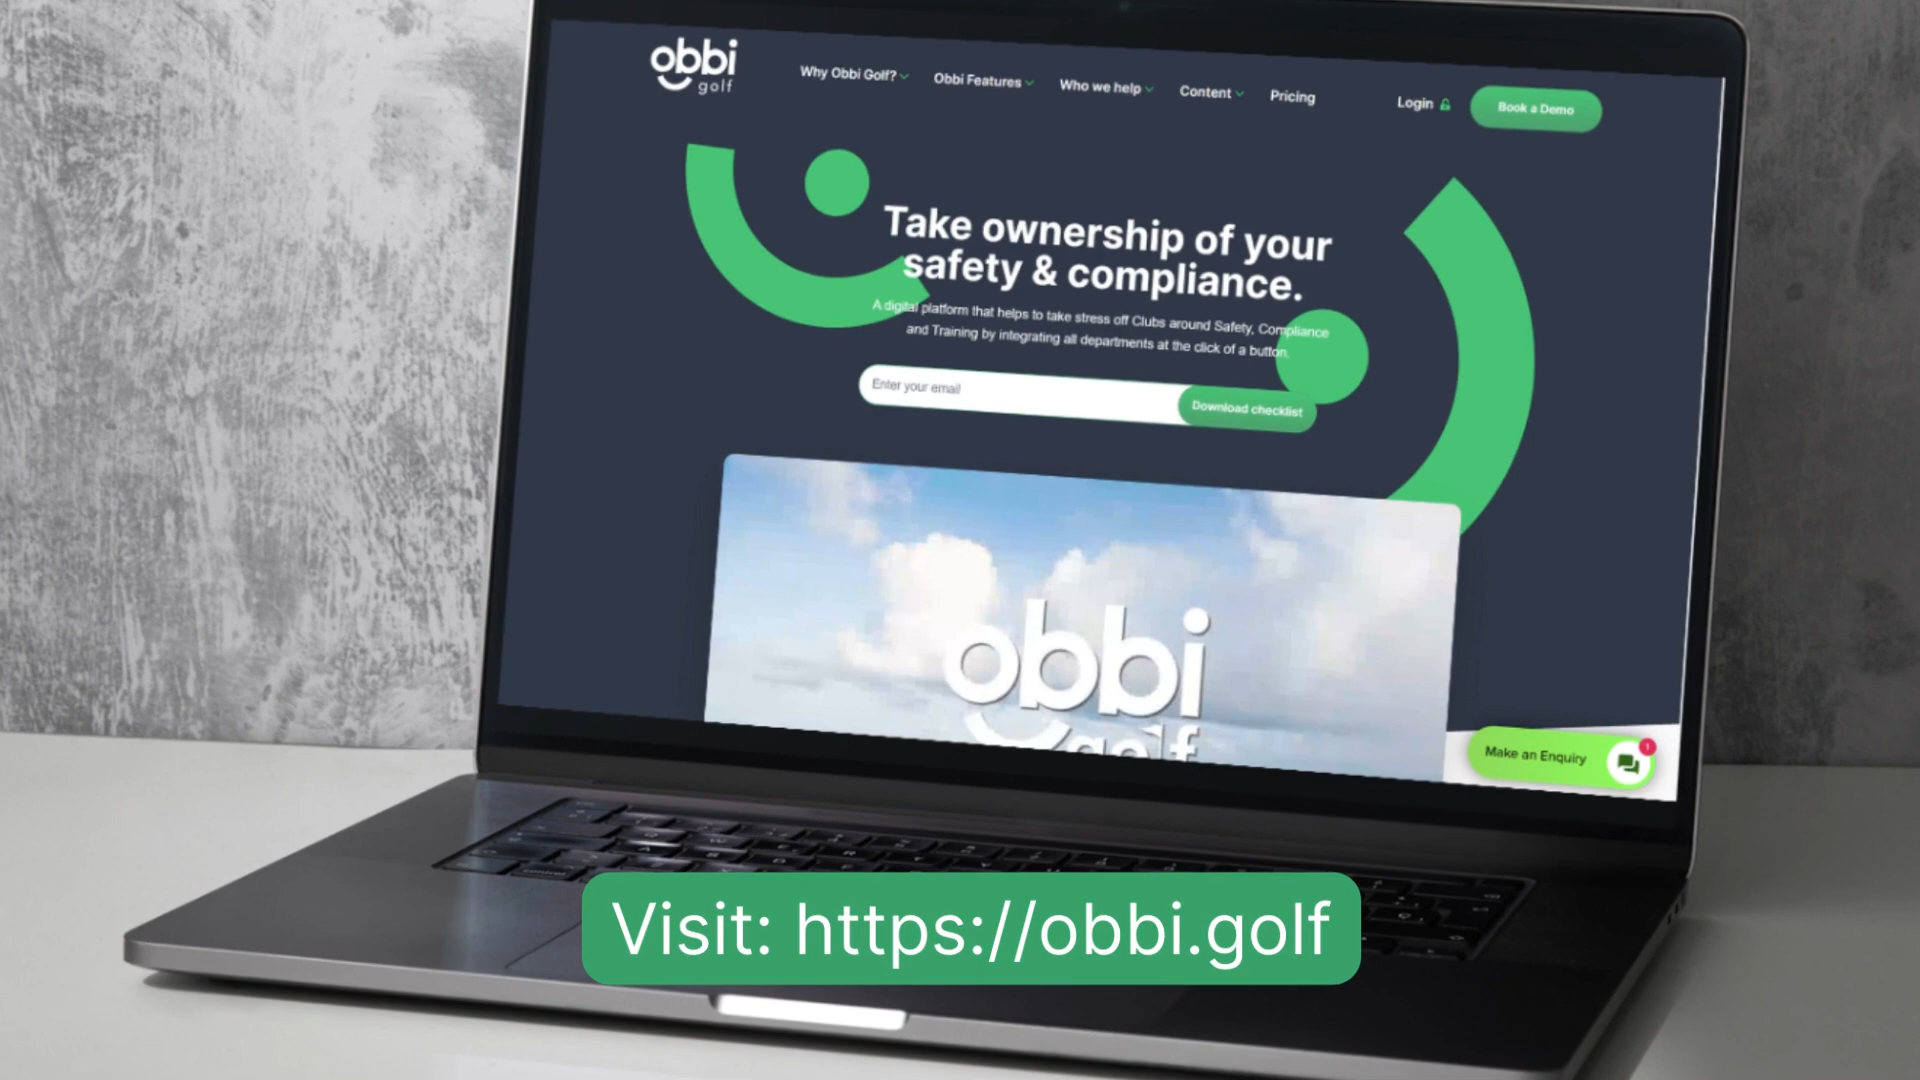 obbi
golf
Why Obbi Golf?
Obbi Features
Who we help
Content
Pricing
Login
Book a Demo
Take ownership of your
safety & compliance.
A digital platform that helps to take stress off Clubs around Safety, Compliance
and Training by integrating all departments at the click of a button.
Enter your email
Download checklist
obbi
golf
Make an Enquiry
1
Visit: https://obbi.golf